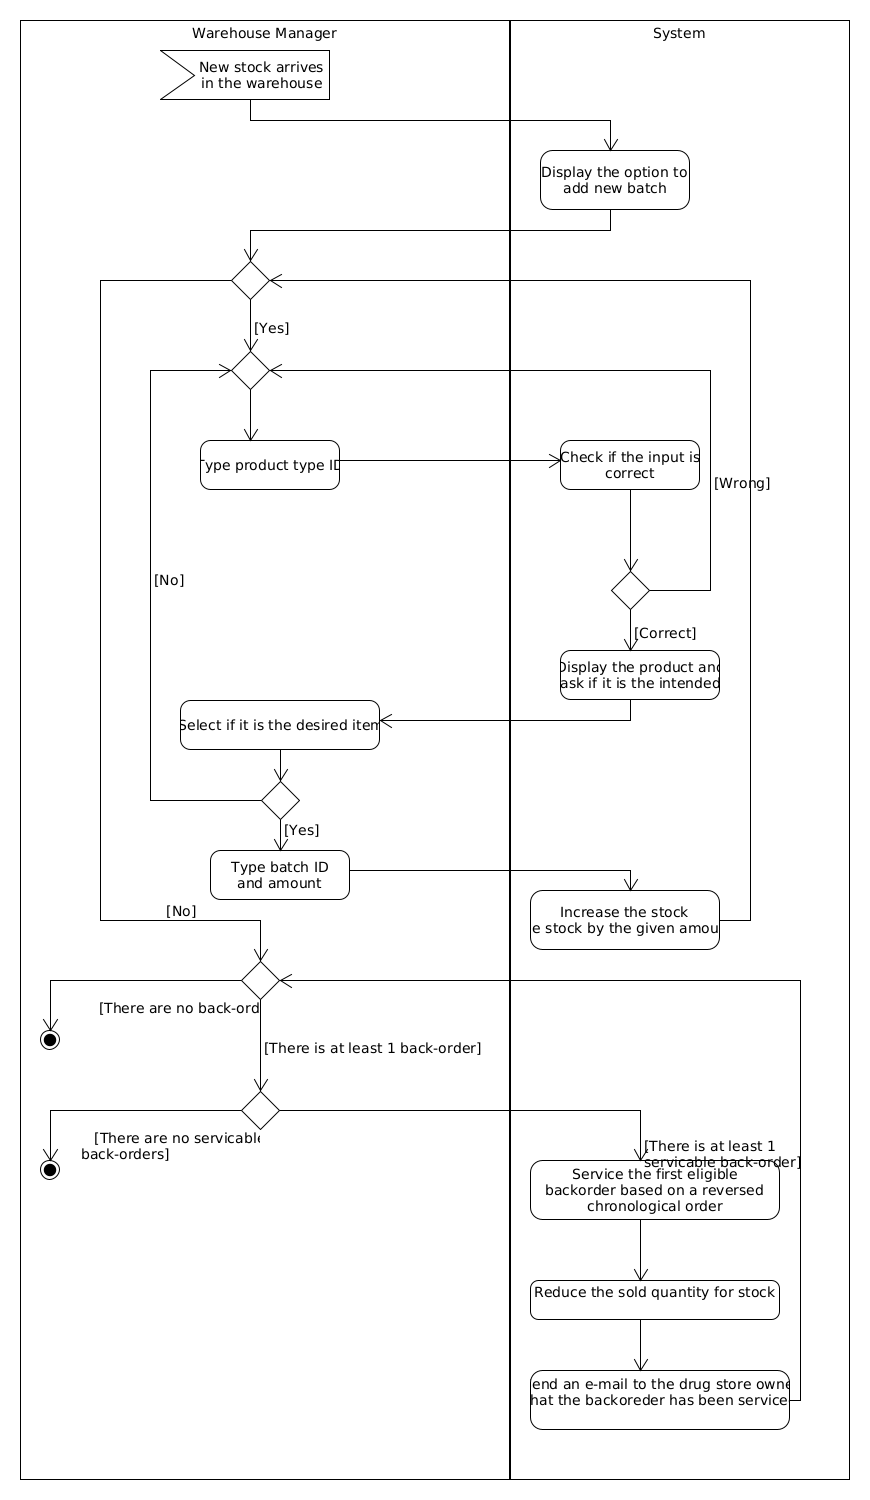 Warehouse Manager
System
New stock arrives
in the warehouse
Display the option to
add new batch
[Yes]
Type product type ID
Check if the input is
correct
[Wrong]
[No]
[Correct]
Display the product and
ask if it is the intended
Select if it is the desired item
[Yes]
Type batch ID
and amount
Increase the stock
e stock by the given amou
[No]
[There are no back-ord
[There is at least 1 back-order]
[There are no servicable
back-orders]
[There is at least 1
servicable back-order]
Service the first eligible
backorder based on a reversed
chronological order
Reduce the sold quantity for stock
end an e-mail to the drug store owne
hat the backoreder has been service